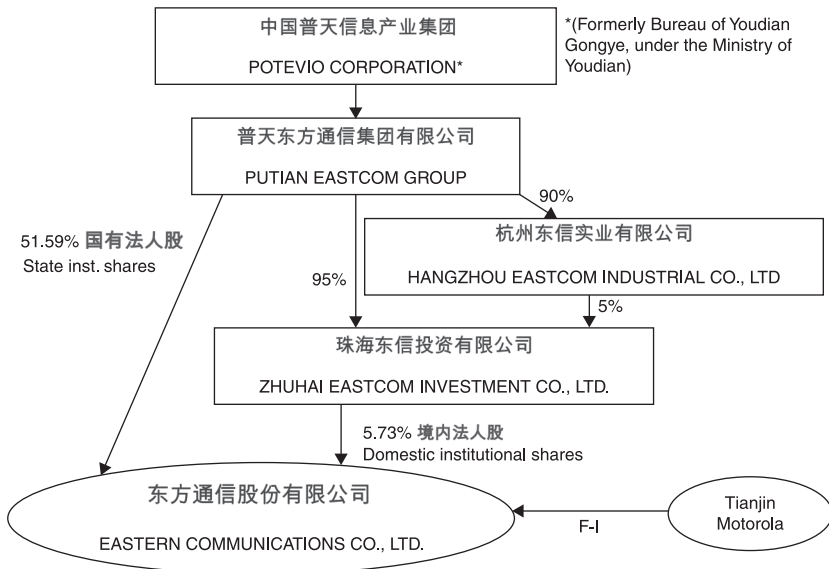 中国普天信息产业集团
POTEVIO CORPORATION*
*(Formerly Bureau of Youdian
Gongye, under the Ministry of
Youdian)
普天东方通信集团有限公司
PUTIAN EASTCOM GROUP
90%
51.59% 国有法人股
State inst. shares
95%
杭州东信实业有限公司
HANGZHOU EASTCOM INDUSTRIAL CO., LTD
5%
珠海东信投资有限公司
ZHUHAI EASTCOM INVESTMENT CO., LTD.
5.73% 境内法人股
Domestic institutional shares
东方通信股份有限公司
EASTERN COMMUNICATIONS CO., LTD.
F-I
Tianjin
Motorola